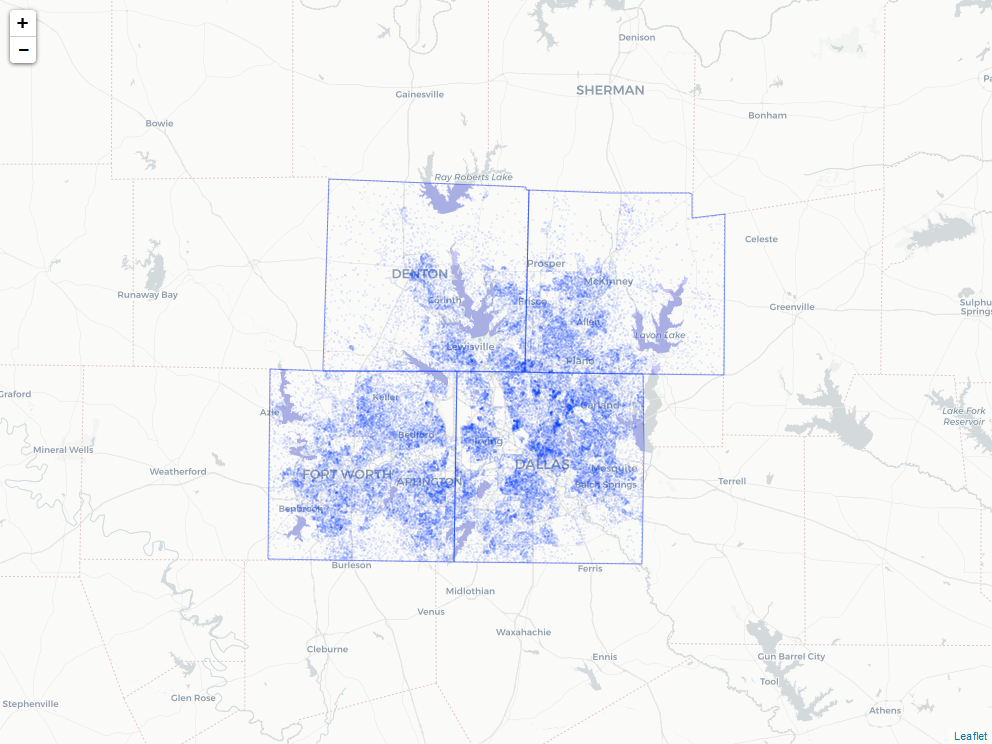 +
−
Denison
Pa
SHERMAN
Gainesville
Bonham
Bowie
Ray Roberts Lake
Celeste
Prosper
DENTON
McKinney
Runaway Bay
Corinth
Frisco
Greenville
Sulphu
Springs
Allen
Lavon Lake
Lewisville
Plano
Graford
Keller
Garland
Azle
Lake Fork
Reservoir
Bedford
Irving
Mineral Wells
DALLAS
Mesquite
Weatherford
FORT WORTH
ARLINGTON
Terrell
Balch Springs
Benbrook
Burleson
Ferris
Midlothian
Venus
Waxahachie
Cleburne
Ennis
Gun Barrel City
Tool
Glen Rose
Stephenville
Athens
Leaflet